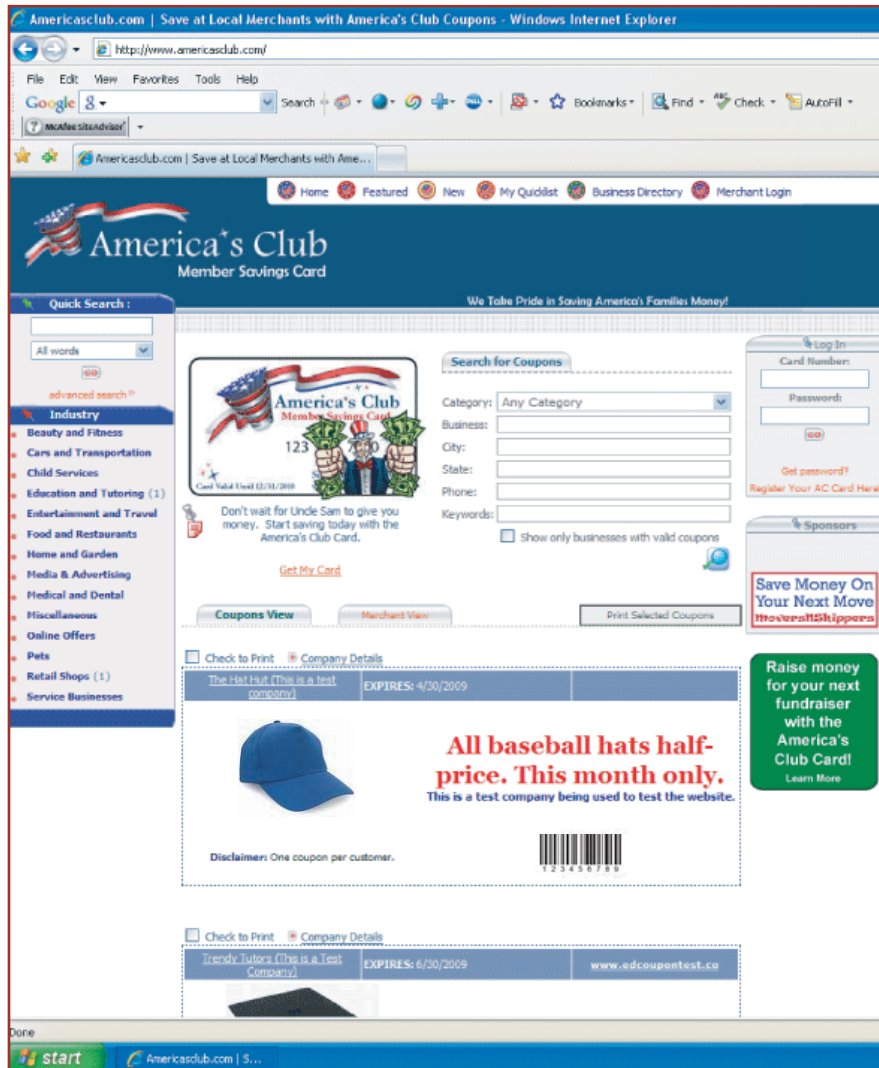 Americasclub.com | Save at Local Merchants with America's Club Coupons - Windows Internet Explorer
http://www.americasclub.com/
File Edit View Favorites Tools Help
Google Search Bookmarks Find Check AutoFill
McAfee SiteAdvisor
Americasclub.com | Save at Local Merchants with Ame...
Home Featured New My Quicklist Business Directory Merchant Login
America's Club
Member Savings Card
We Take Pride in Saving America's Families Money!
Quick Search :
All words
GO
advanced search »
Industry
Beauty and Fitness
Cars and Transportation
Child Services
Education and Tutoring (1)
Entertainment and Travel
Food and Restaurants
Home and Garden
Media & Advertising
Medical and Dental
Miscellaneous
Online Offers
Pets
Retail Shops (1)
Service Businesses
America's Club
Member Savings Card
123
Card Valid Until 12/31/2010
Don't wait for Uncle Sam to give you
money. Start saving today with the
America's Club Card.
Get My Card
Search for Coupons
Category: Any Category
Business:
City:
State:
Phone:
Keywords:
Show only businesses with valid coupons
Log In
Card Number:
Password:
GO
Get password?
Register Your AC Card Here
Sponsors
Save Money On
Your Next Move
moversNshippers
Raise money
for your next
fundraiser
with the
America's
Club Card!
Learn More
Coupons View Merchant View Print Selected Coupons
Check to Print Company Details
The Hat Hut (This is a test
company) EXPIRES: 4/30/2009
All baseball hats half-
price. This month only.
This is a test company being used to test the website.
Disclaimer: One coupon per customer.
123456789
Check to Print Company Details
Trendy Tutors (This is a Test
Company) EXPIRES: 6/30/2009 www.edcoupontest.co
Done
start Americasclub.com | S...